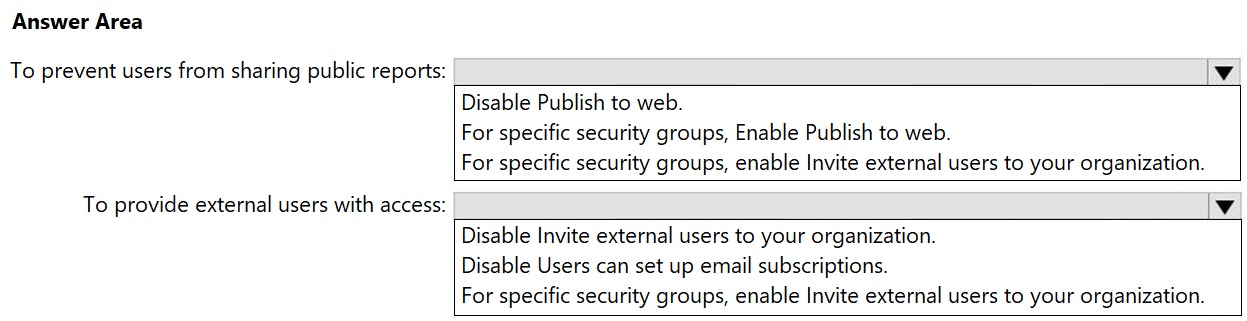 Answer Area
To prevent users from sharing public reports:
Disable Publish to web.
For specific security groups, Enable Publish to web.
For specific security groups, enable Invite external users to your organization.
To provide external users with access:
Disable Invite external users to your organization.
Disable Users can set up email subscriptions.
For specific security groups, enable Invite external users to your organization.